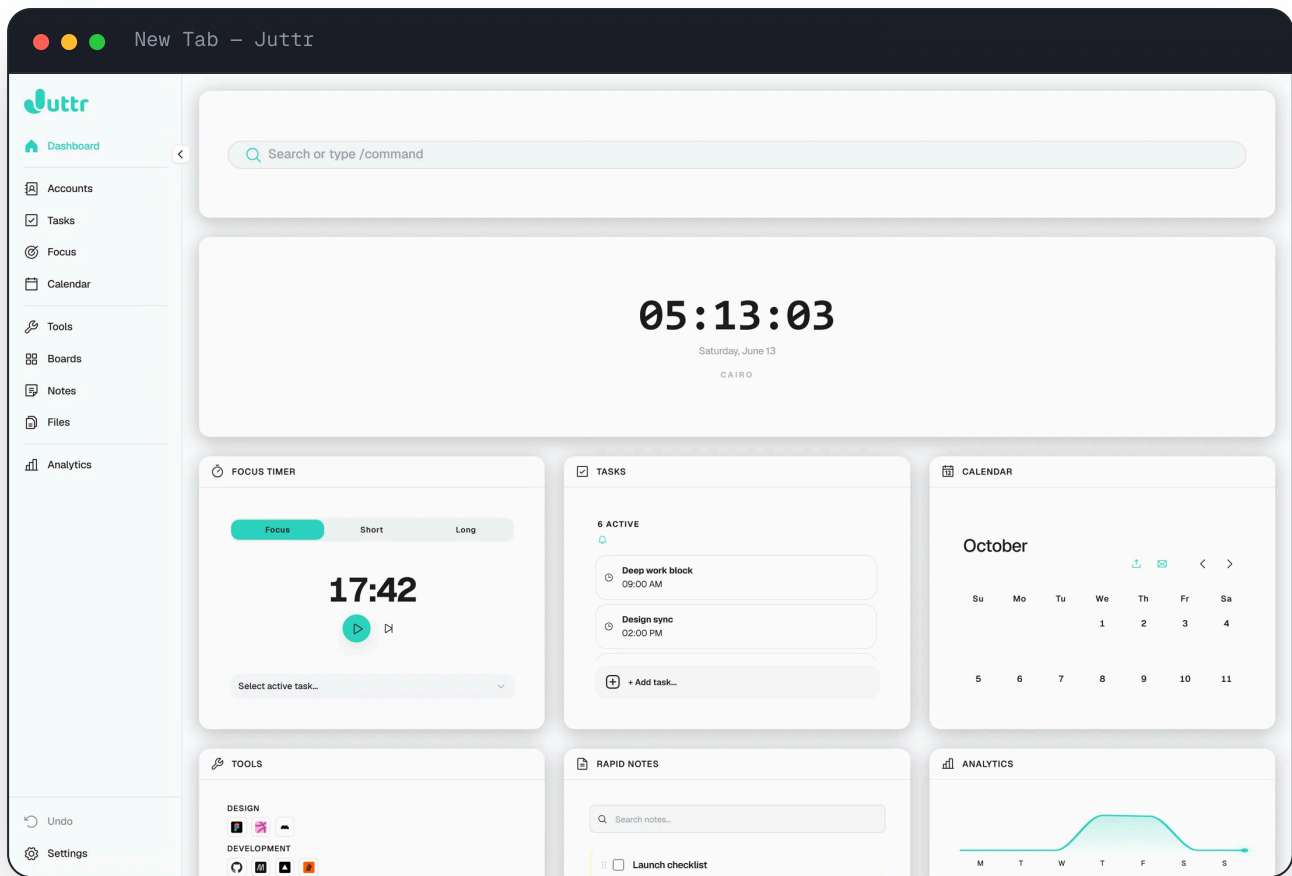 New Tab — Juttr
Juttr
Dashboard
Accounts
Tasks
Focus
Calendar
Tools
Boards
Notes
Files
Analytics
Undo
Settings
Search or type /command
05:13:03
Saturday, June 13
CAIRO
FOCUS TIMER
Focus Short Long
17:42
Select active task...
TASKS
6 ACTIVE
Deep work block
09:00 AM
Design sync
02:00 PM
+ Add task...
CALENDAR
12
October
Su Mo Tu We Th Fr Sa
1 2 3 4
5 6 7 8 9 10 11
TOOLS
DESIGN
DEVELOPMENT
RAPID NOTES
Search notes...
Launch checklist
ANALYTICS
M T W T F S S